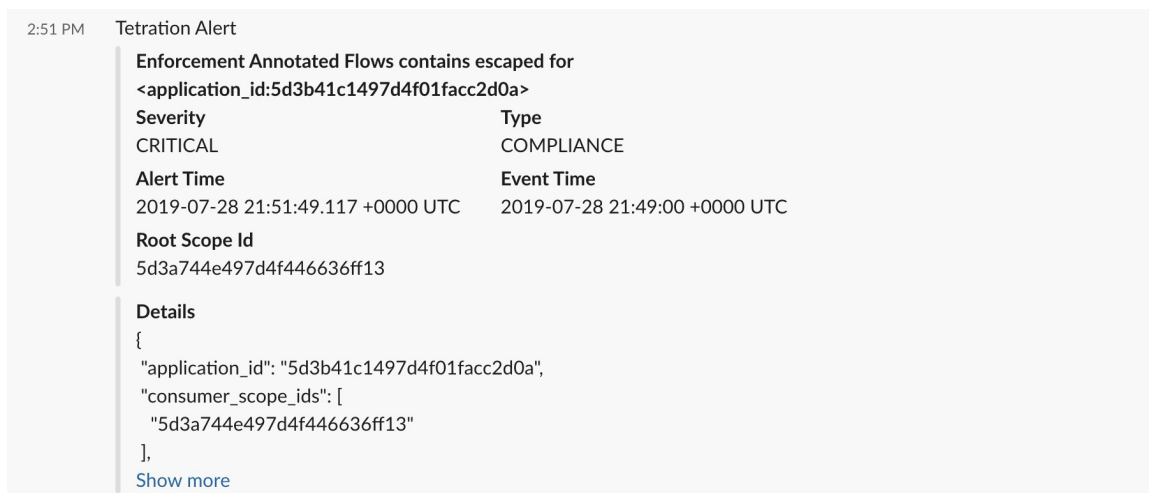 2:51 PM Tetration Alert
Enforcement Annotated Flows contains escaped for
<application_id:5d3b41c1497d4f01facc2d0a>
Severity Type
CRITICAL COMPLIANCE
Alert Time Event Time
2019-07-28 21:51:49.117 +0000 UTC 2019-07-28 21:49:00 +0000 UTC
Root Scope Id
5d3a744e497d4f446636ff13
Details
{
"application_id": "5d3b41c1497d4f01facc2d0a",
"consumer_scope_ids": [
"5d3a744e497d4f446636ff13"
],
Show more